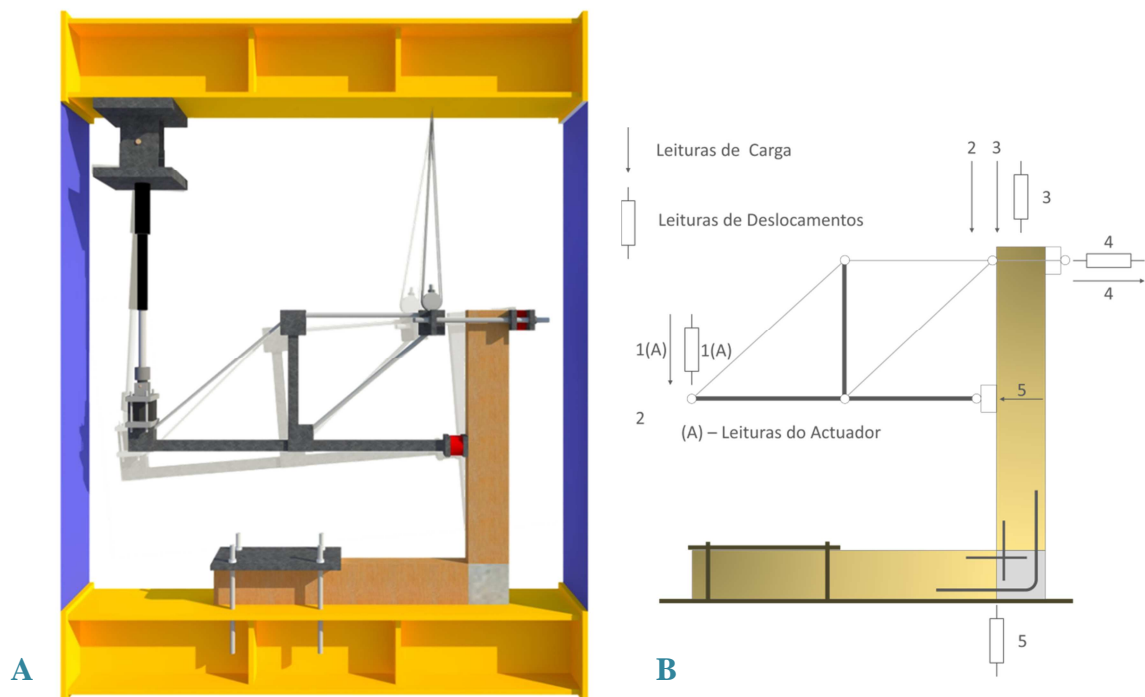 Leituras de Carga
Leituras de Deslocamentos
2 3
3
4
4
1(A) 1(A)
5
2
(A) – Leituras do Actuador
5
A
B